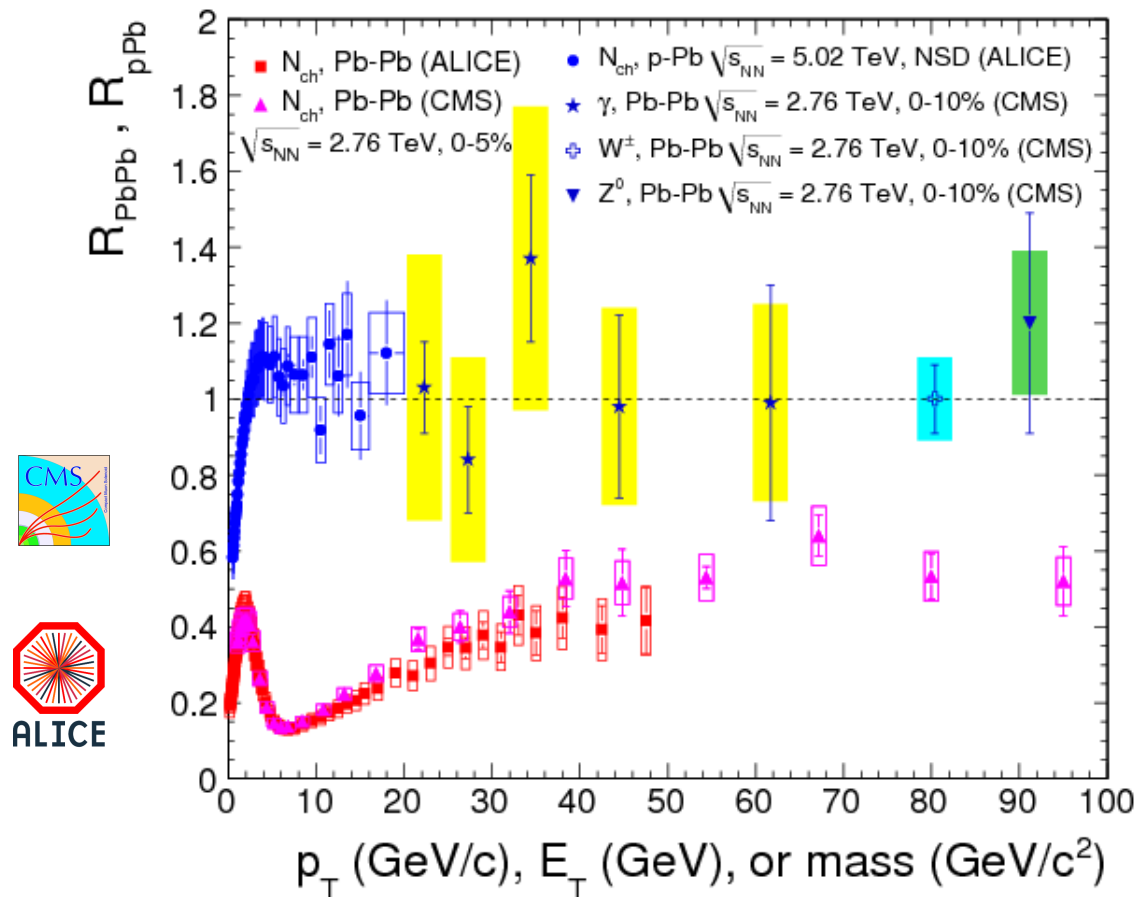 R_PbPb , R_pPb
2
1.8
1.6
1.4
1.2
1
0.8
0.6
0.4
0.2
0
N_ch, Pb-Pb (ALICE)
N_ch, Pb-Pb (CMS)
√s_NN = 2.76 TeV, 0-5%
N_ch, p-Pb √s_NN = 5.02 TeV, NSD (ALICE)
γ, Pb-Pb √s_NN = 2.76 TeV, 0-10% (CMS)
W^±, Pb-Pb √s_NN = 2.76 TeV, 0-10% (CMS)
Z^0, Pb-Pb √s_NN = 2.76 TeV, 0-10% (CMS)
CMS
ALICE
0 10 20 30 40 50 60 70 80 90 100
p_T (GeV/c), E_T (GeV), or mass (GeV/c^2)